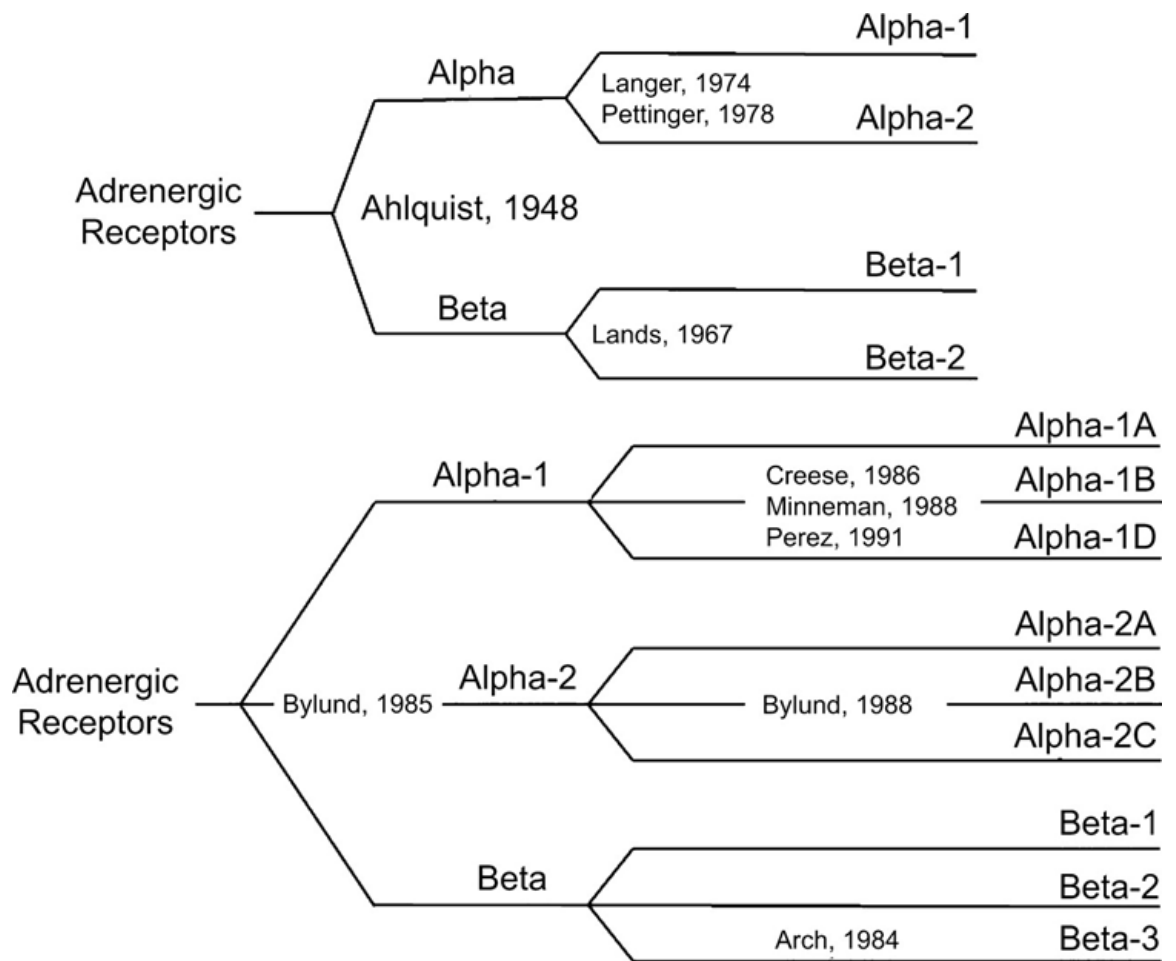 Alpha-1
Alpha
Langer, 1974
Pettinger, 1978
Alpha-2
Adrenergic
Receptors
Ahlquist, 1948
Beta-1
Beta
Lands, 1967
Beta-2
Alpha-1A
Alpha-1
Creese, 1986
Minneman, 1988
Perez, 1991
Alpha-1B
Alpha-1D
Alpha-2A
Adrenergic
Receptors
Bylund, 1985
Alpha-2
Bylund, 1988
Alpha-2B
Alpha-2C
Beta-1
Beta
Beta-2
Arch, 1984
Beta-3